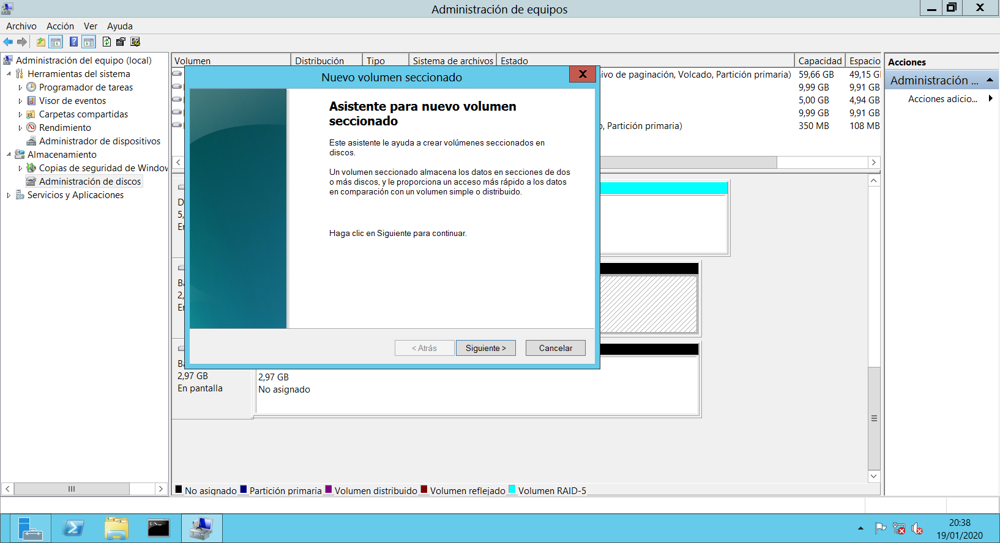 Administración de equipos
Archivo Acción Ver Ayuda
Administración del equipo (local)
Herramientas del sistema
Programador de tareas
Visor de eventos
Carpetas compartidas
Rendimiento
Administrador de dispositivos
Almacenamiento
Copias de seguridad de Window
Administración de discos
Servicios y Aplicaciones
Volumen Distribución Tipo Sistema de archivos Estado Capacidad Espacio
ivo de paginación, Volcado, Partición primaria) 59,66 GB 49,15 G
9,99 GB 9,91 GB
5,00 GB 4,94 GB
9,99 GB 9,91 GB
o, Partición primaria) 350 MB 108 MB
Nuevo volumen seccionado
Asistente para nuevo volumen
seccionado
Este asistente le ayuda a crear volúmenes seccionados en
discos.
Un volumen seccionado almacena los datos en secciones de dos
o más discos, y le proporciona un acceso más rápido a los datos
en comparación con un volumen simple o distribuido.
Haga clic en Siguiente para continuar.
< Atrás Siguiente > Cancelar
D
5,
En
Ba
2,
En
Ba
2,97 GB
En pantalla
2,97 GB
No asignado
No asignado Partición primaria Volumen distribuido Volumen reflejado Volumen RAID-5
Acciones
Administración ...
Acciones adicio...
20:38
19/01/2020